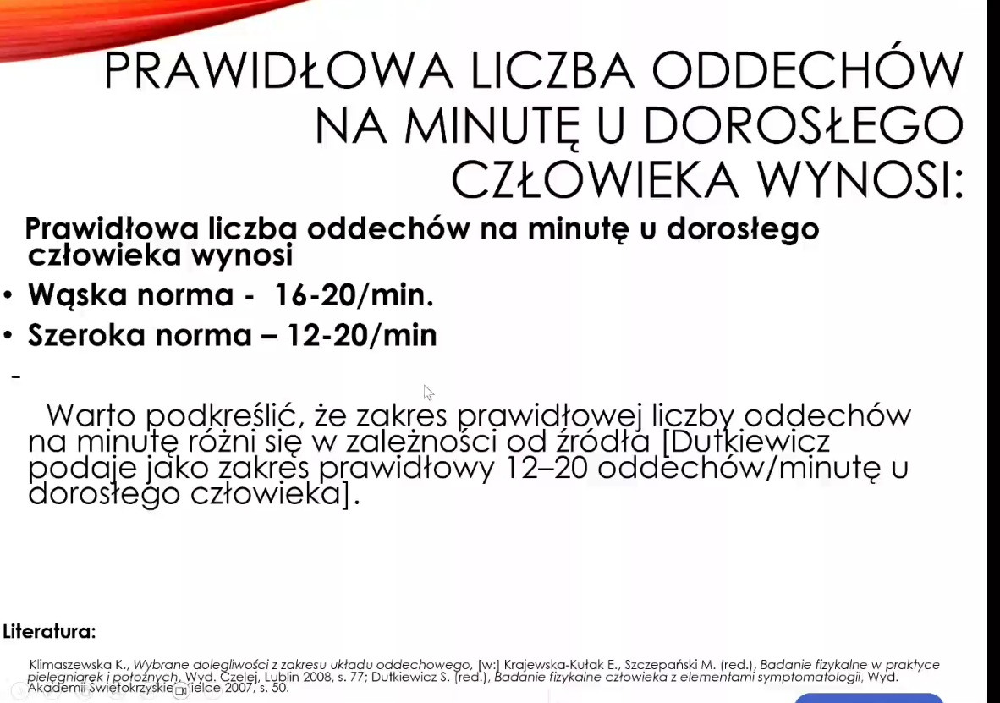 PRAWIDŁOWA LICZBA ODDECHÓW
NA MINUTĘ U DOROSŁEGO
CZŁOWIEKA WYNOSI:
Prawidłowa liczba oddechów na minutę u dorosłego
człowieka wynosi
• Wąska norma - 16-20/min.
• Szeroka norma – 12-20/min
-
Warto podkreślić, że zakres prawidłowej liczby oddechów
na minutę różni się w zależności od źródła [Dutkiewicz
podaje jako zakres prawidłowy 12–20 oddechów/minutę u
dorosłego człowieka].
Literatura:
Klimaszewska K., Wybrane dolegliwości z zakresu układu oddechowego, [w:] Krajewska-Kułak E., Szczepański M. (red.), Badanie fizykalne w praktyce
pielęgniarek i położnych, Wyd. Czelej, Lublin 2008, s. 77; Dutkiewicz S. (red.), Badanie fizykalne człowieka z elementami symptomatologii, Wyd.
Akademii Świętokrzyskiej Kielce 2007, s. 50.